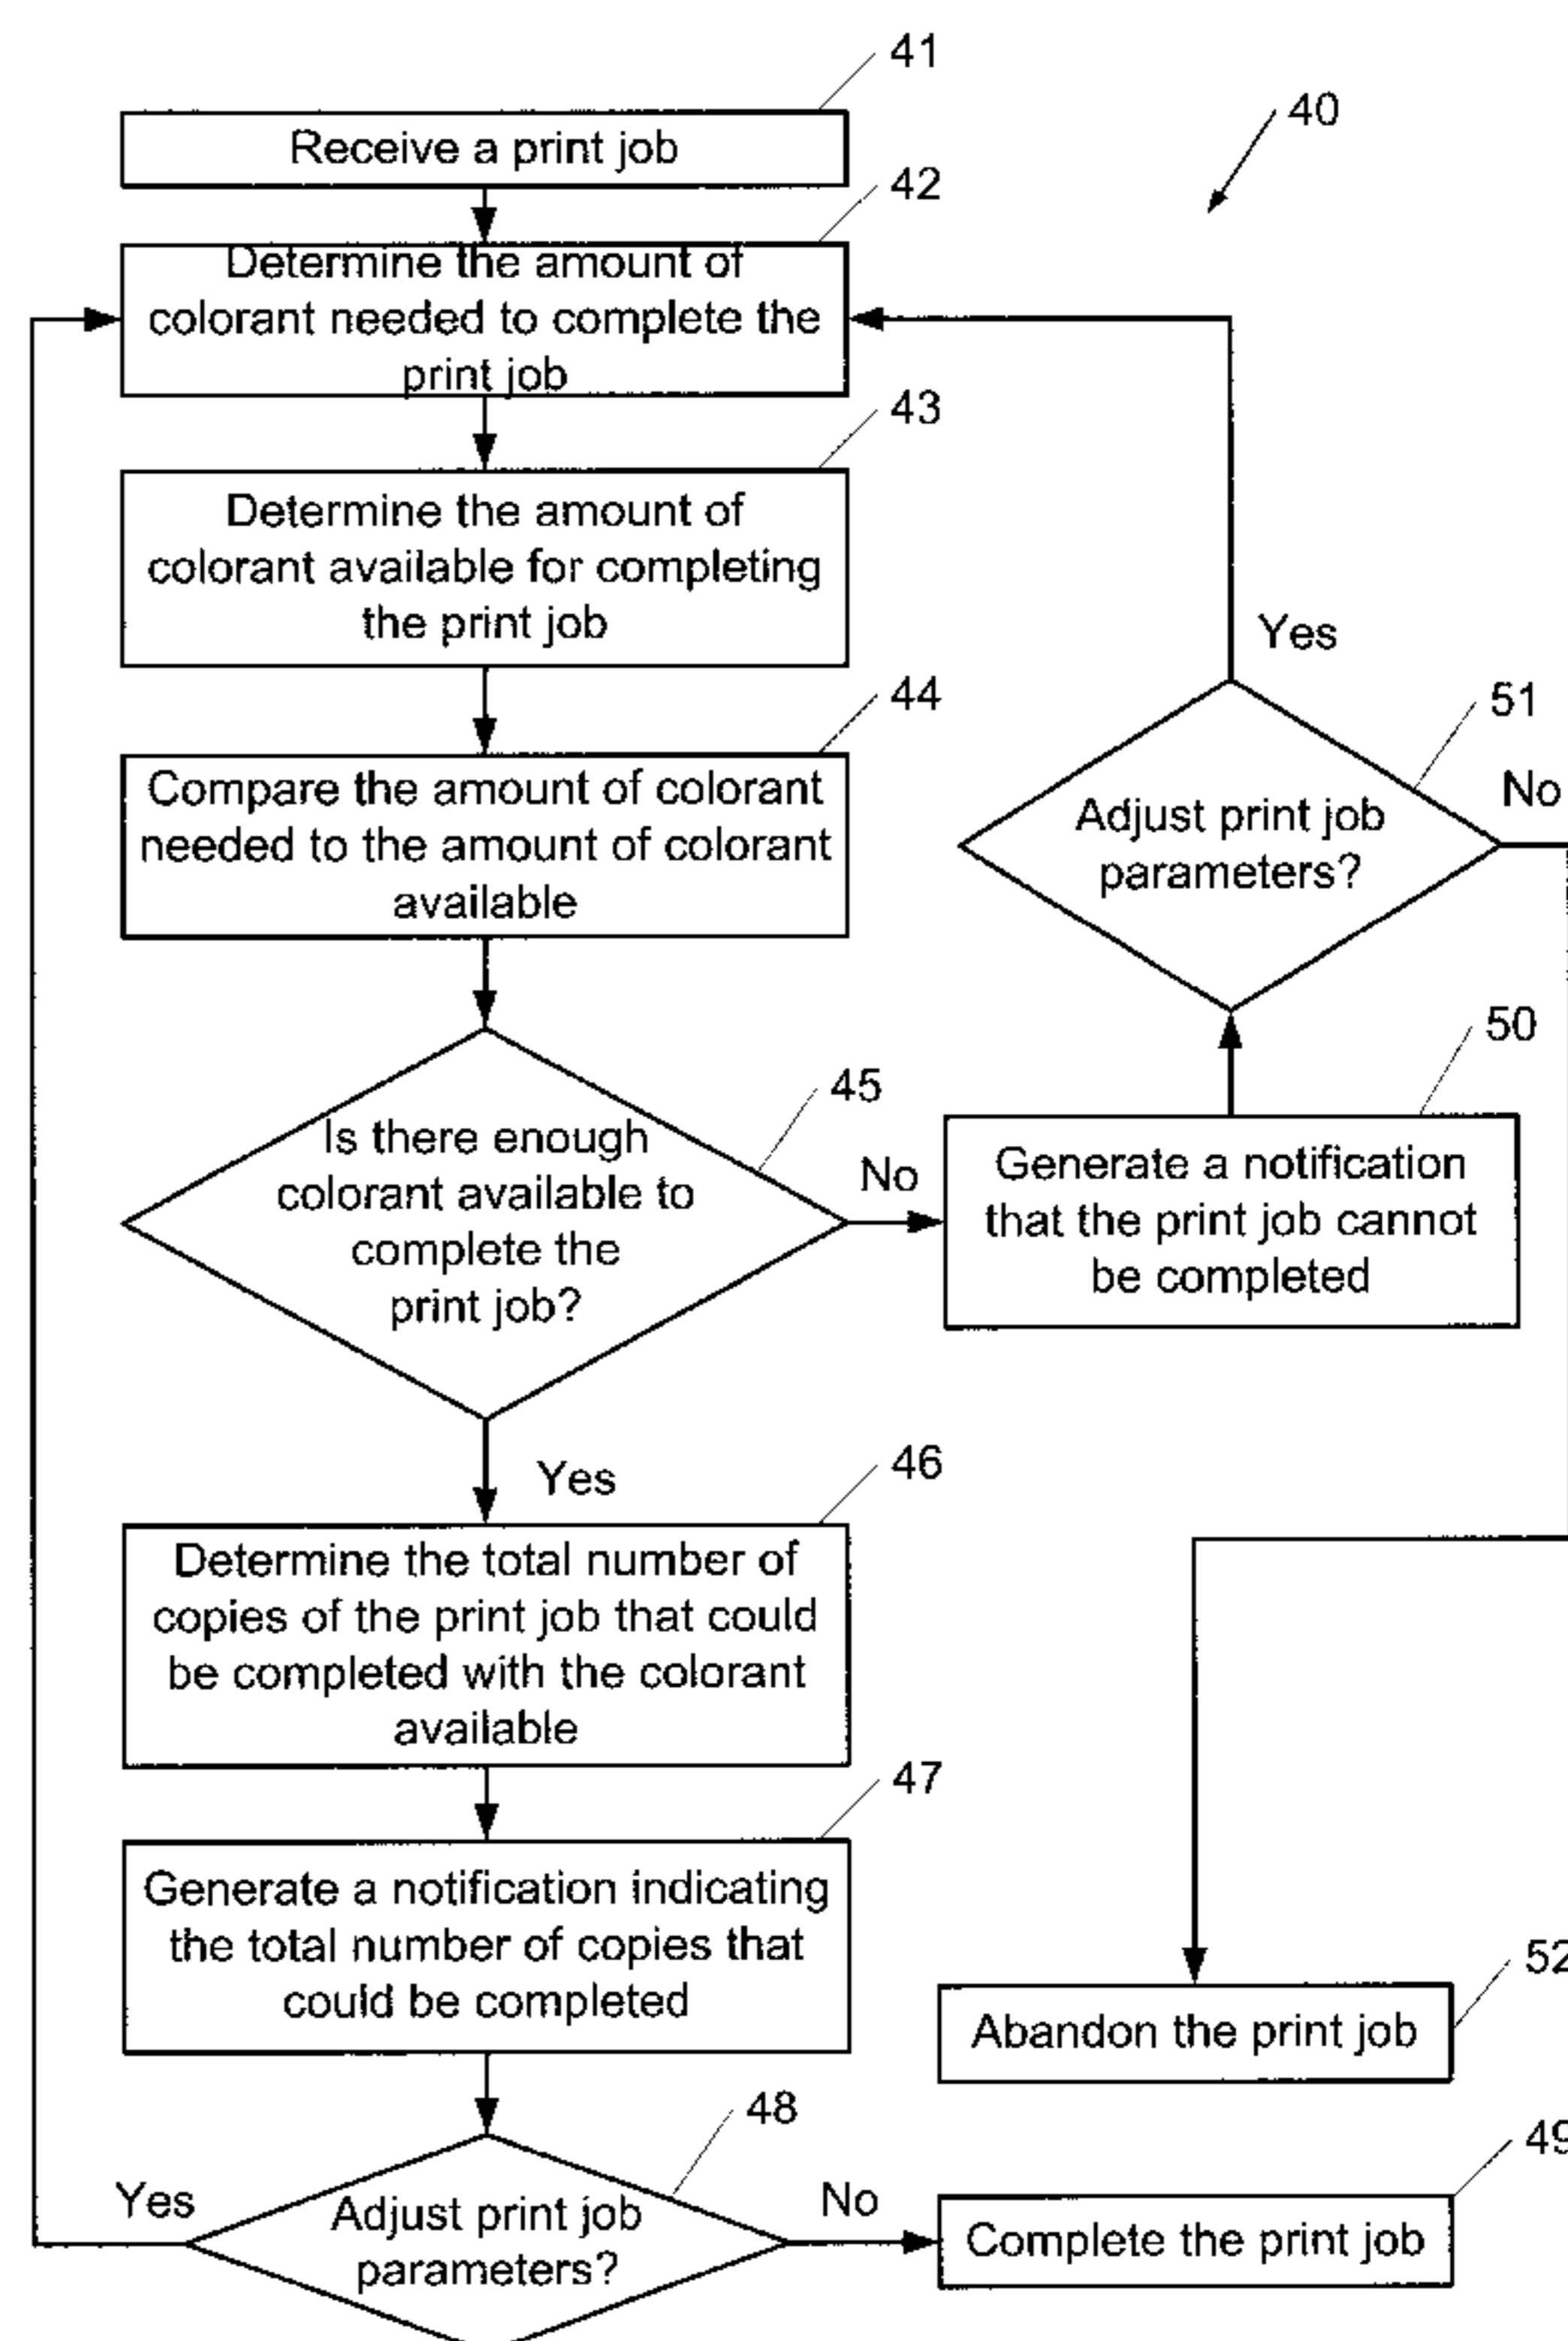 41
40
Receive a print job
42
Determine the amount of
colorant needed to complete the
print job
43
Determine the amount of
colorant available for completing
the print job
Yes
44
51
Compare the amount of colorant
needed to the amount of colorant
available
Adjust print job
parameters?
No
50
45
Is there enough
colorant available to
complete the
print job?
No
Generate a notification
that the print job cannot
be completed
Yes
46
Determine the total number of
copies of the print job that could
be completed with the colorant
available
47
Generate a notification indicating
the total number of copies that
could be completed
52
Abandon the print job
48
49
Yes
Adjust print job
parameters?
No
Complete the print job